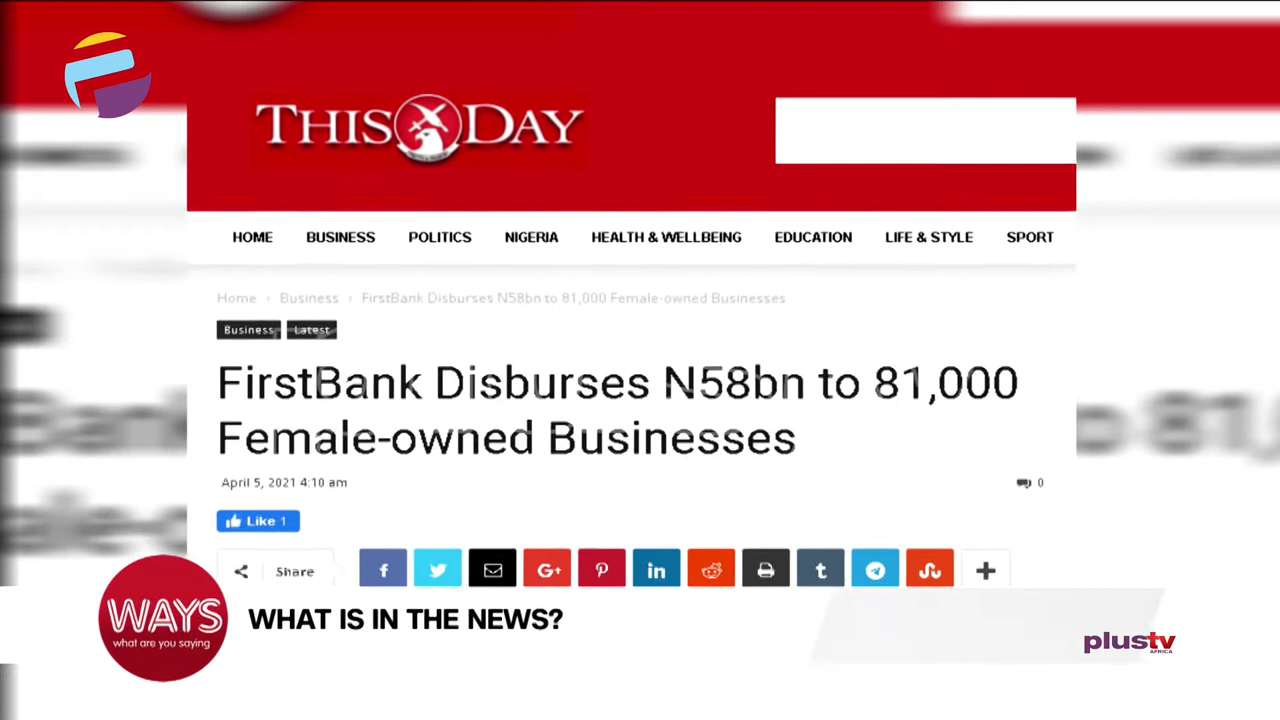 THISDAY
HOME BUSINESS POLITICS NIGERIA HEALTH & WELLBEING EDUCATION LIFE & STYLE SPORT
Home › Business › FirstBank Disburses N58bn to 81,000 Female-owned Businesses
Business Latest
FirstBank Disburses N58bn to 81,000
Female-owned Businesses
April 5, 2021 4:10 am 0
Like 1
Share
WAYS
what are you saying
WHAT IS IN THE NEWS?
plustv
AFRICA